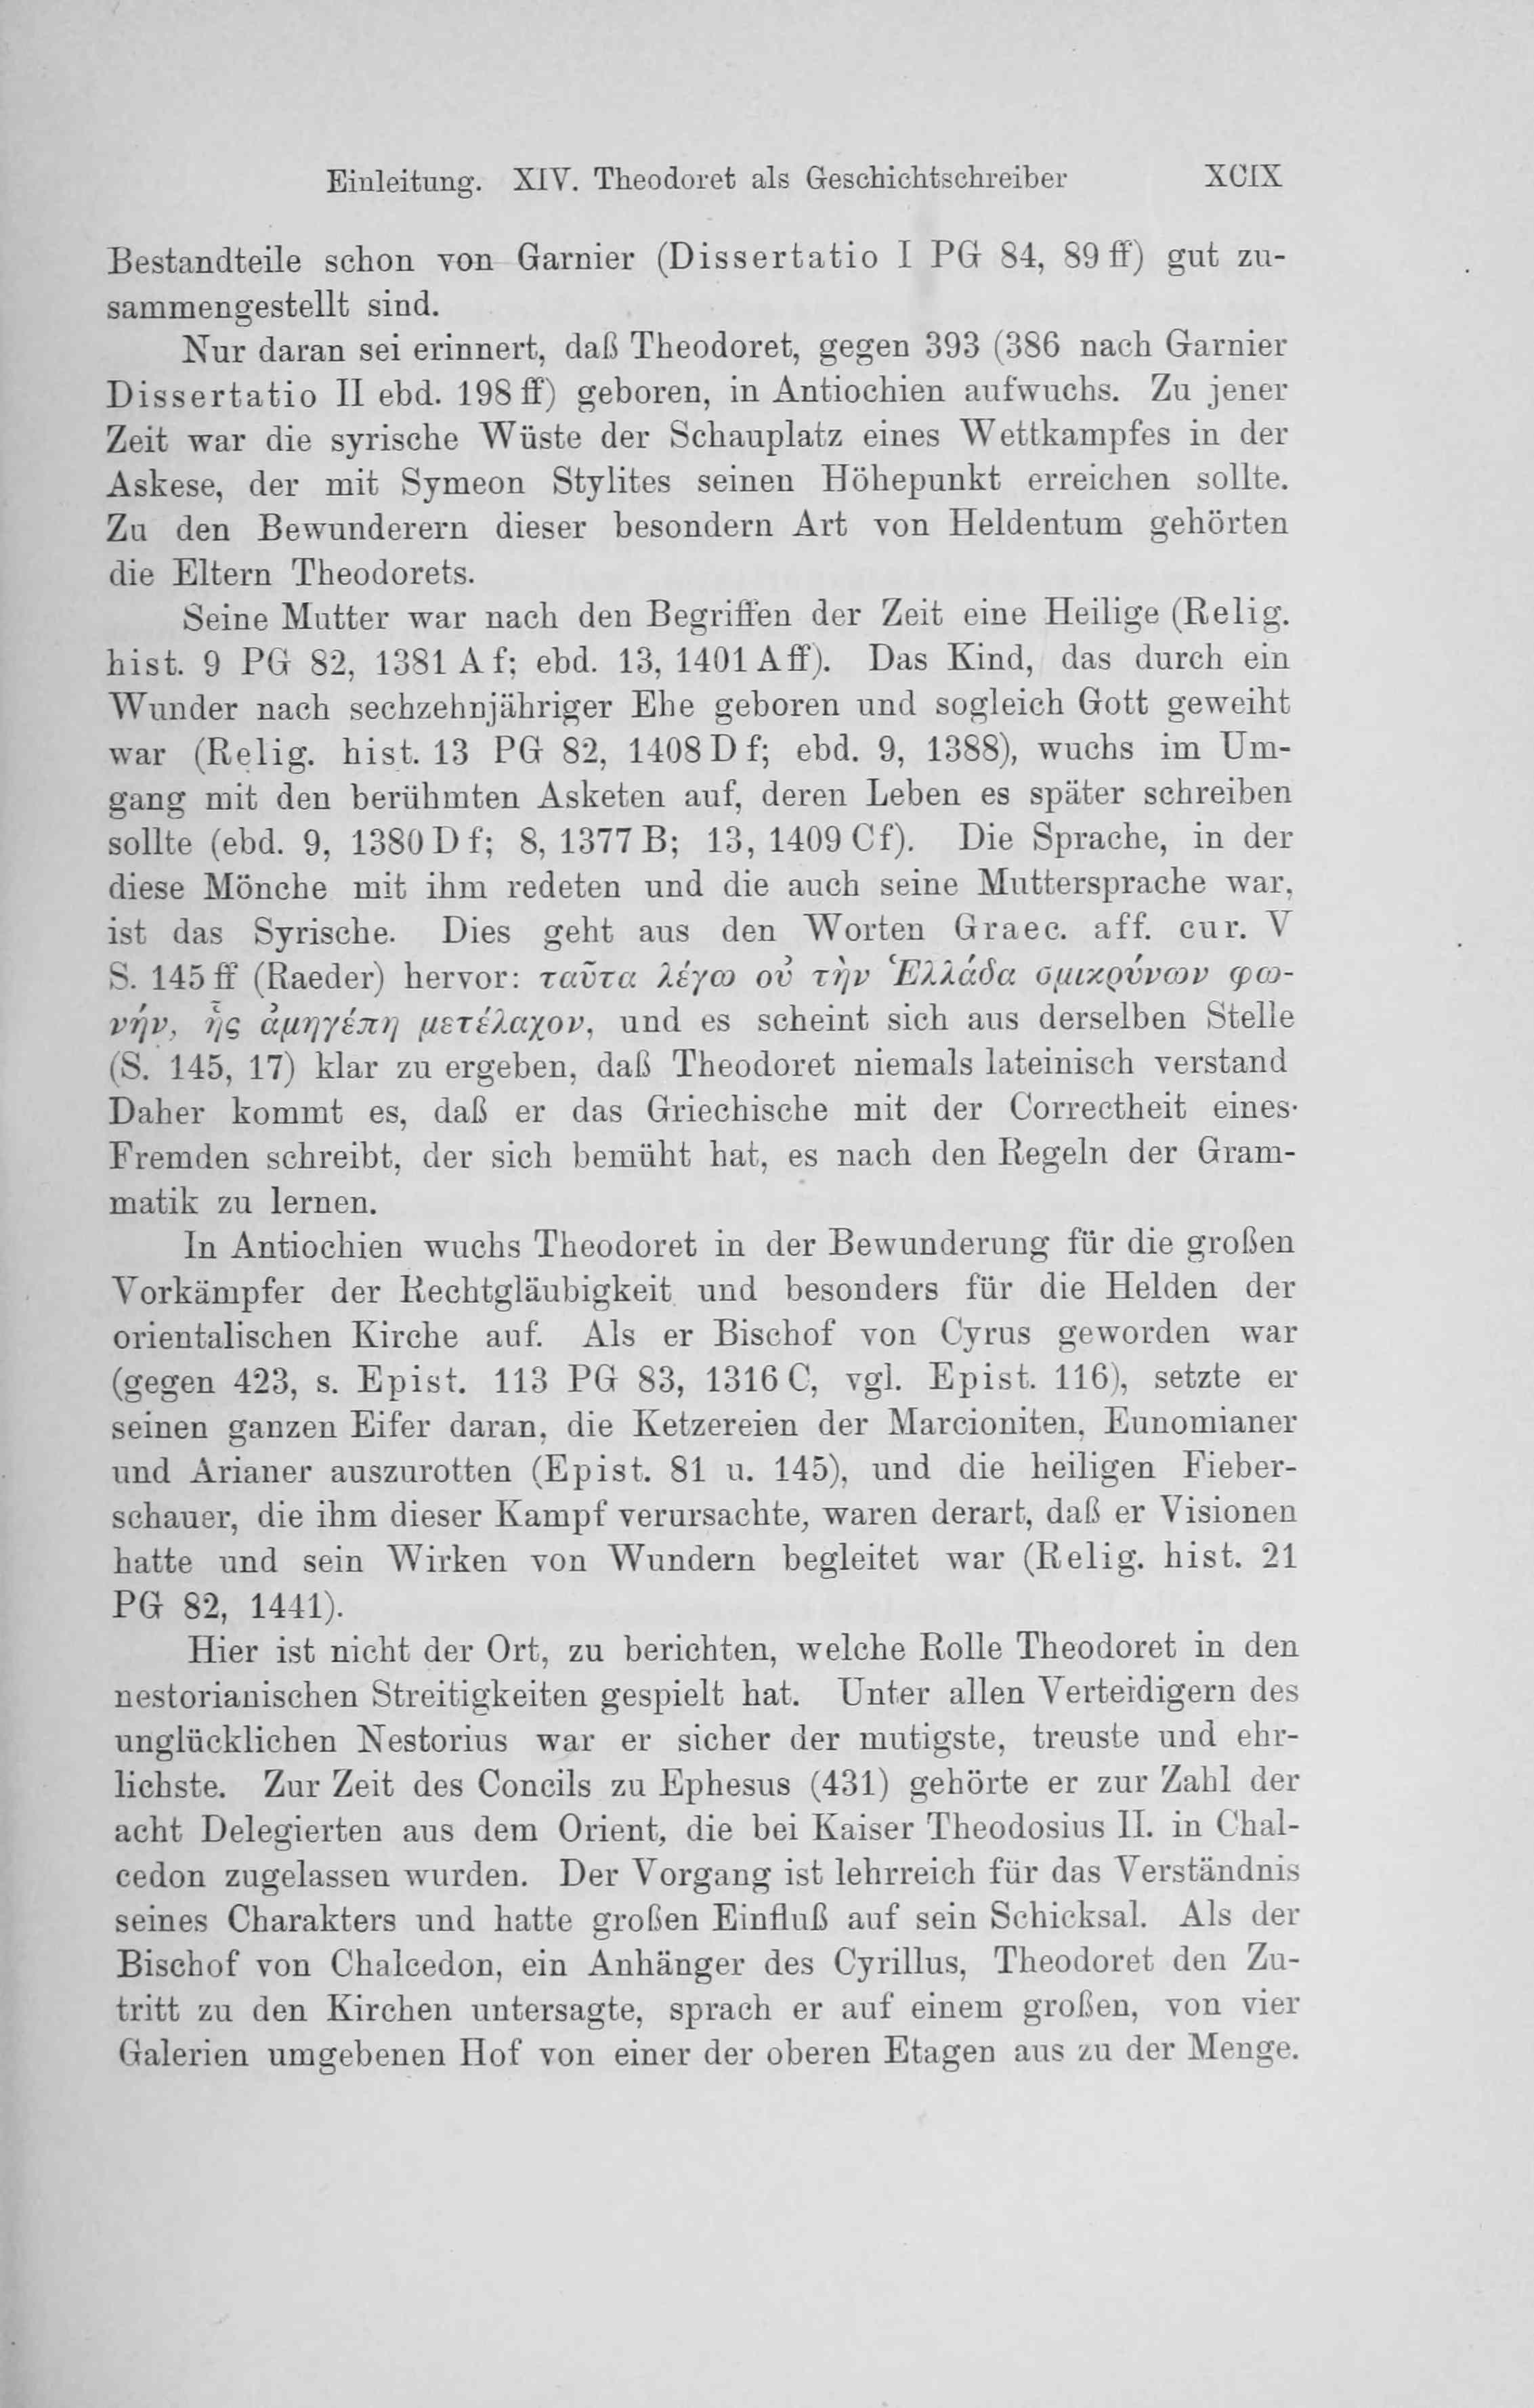 Einleitung. XIV. Theodoret als Geschichtschreiber XCIX
Bestandteile schon von Garnier (Dissertatio I PG 84, 89 ff) gut zu-
sammengestellt sind.
Nur daran sei erinnert, daß Theodoret, gegen 393 (386 nach Garnier
Dissertatio II ebd. 198 ff) geboren, in Antiochien aufwuchs. Zu jener
Zeit war die syrische Wüste der Schauplatz eines Wettkampfes in der
Askese, der mit Symeon Stylites seinen Höhepunkt erreichen sollte.
Zu den Bewunderern dieser besondern Art von Heldentum gehörten
die Eltern Theodorets.
Seine Mutter war nach den Begriffen der Zeit eine Heilige (Relig.
hist. 9 PG 82, 1381 A f; ebd. 13, 1401 A ff). Das Kind, das durch ein
Wunder nach sechzehnjähriger Ehe geboren und sogleich Gott geweiht
war (Relig. hist. 13 PG 82, 1408 D f; ebd. 9, 1388), wuchs im Um-
gang mit den berühmten Asketen auf, deren Leben es später schreiben
sollte (ebd. 9, 1380 D f; 8, 1377 B; 13, 1409 C f). Die Sprache, in der
diese Mönche mit ihm redeten und die auch seine Muttersprache war,
ist das Syrische. Dies geht aus den Worten Graec. aff. cur. V
S. 145 ff (Raeder) hervor: ταῦτα λέγω οὐ τὴν Ἑλλάδα σμικρύνων φω-
νήν, ἧς ἀμηγέπη μετέλαχον, und es scheint sich aus derselben Stelle
(S. 145, 17) klar zu ergeben, daß Theodoret niemals lateinisch verstand
Daher kommt es, daß er das Griechische mit der Correctheit eines·
Fremden schreibt, der sich bemüht hat, es nach den Regeln der Gram-
matik zu lernen.
In Antiochien wuchs Theodoret in der Bewunderung für die großen
Vorkämpfer der Rechtgläubigkeit und besonders für die Helden der
orientalischen Kirche auf. Als er Bischof von Cyrus geworden war
(gegen 423, s. Epist. 113 PG 83, 1316 C, vgl. Epist. 116), setzte er
seinen ganzen Eifer daran, die Ketzereien der Marcioniten, Eunomianer
und Arianer auszurotten (Epist. 81 u. 145), und die heiligen Fieber-
schauer, die ihm dieser Kampf verursachte, waren derart, daß er Visionen
hatte und sein Wirken von Wundern begleitet war (Relig. hist. 21
PG 82, 1441).
Hier ist nicht der Ort, zu berichten, welche Rolle Theodoret in den
nestorianischen Streitigkeiten gespielt hat. Unter allen Verteidigern des
unglücklichen Nestorius war er sicher der mutigste, treuste und ehr-
lichste. Zur Zeit des Concils zu Ephesus (431) gehörte er zur Zahl der
acht Delegierten aus dem Orient, die bei Kaiser Theodosius II. in Chal-
cedon zugelassen wurden. Der Vorgang ist lehrreich für das Verständnis
seines Charakters und hatte großen Einfluß auf sein Schicksal. Als der
Bischof von Chalcedon, ein Anhänger des Cyrillus, Theodoret den Zu-
tritt zu den Kirchen untersagte, sprach er auf einem großen, von vier
Galerien umgebenen Hof von einer der oberen Etagen aus zu der Menge.